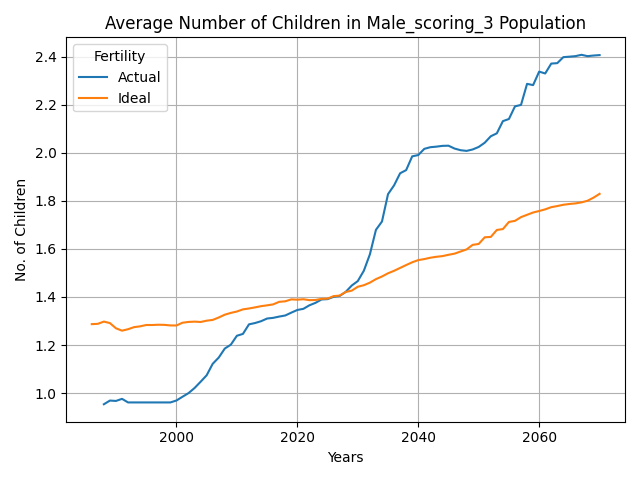 Average Number of Children in Male_scoring_3 Population
Fertility
Actual
Ideal
No. of Children
2.4
2.2
2.0
1.8
1.6
1.4
1.2
1.0
2000
2020
2040
2060
Years